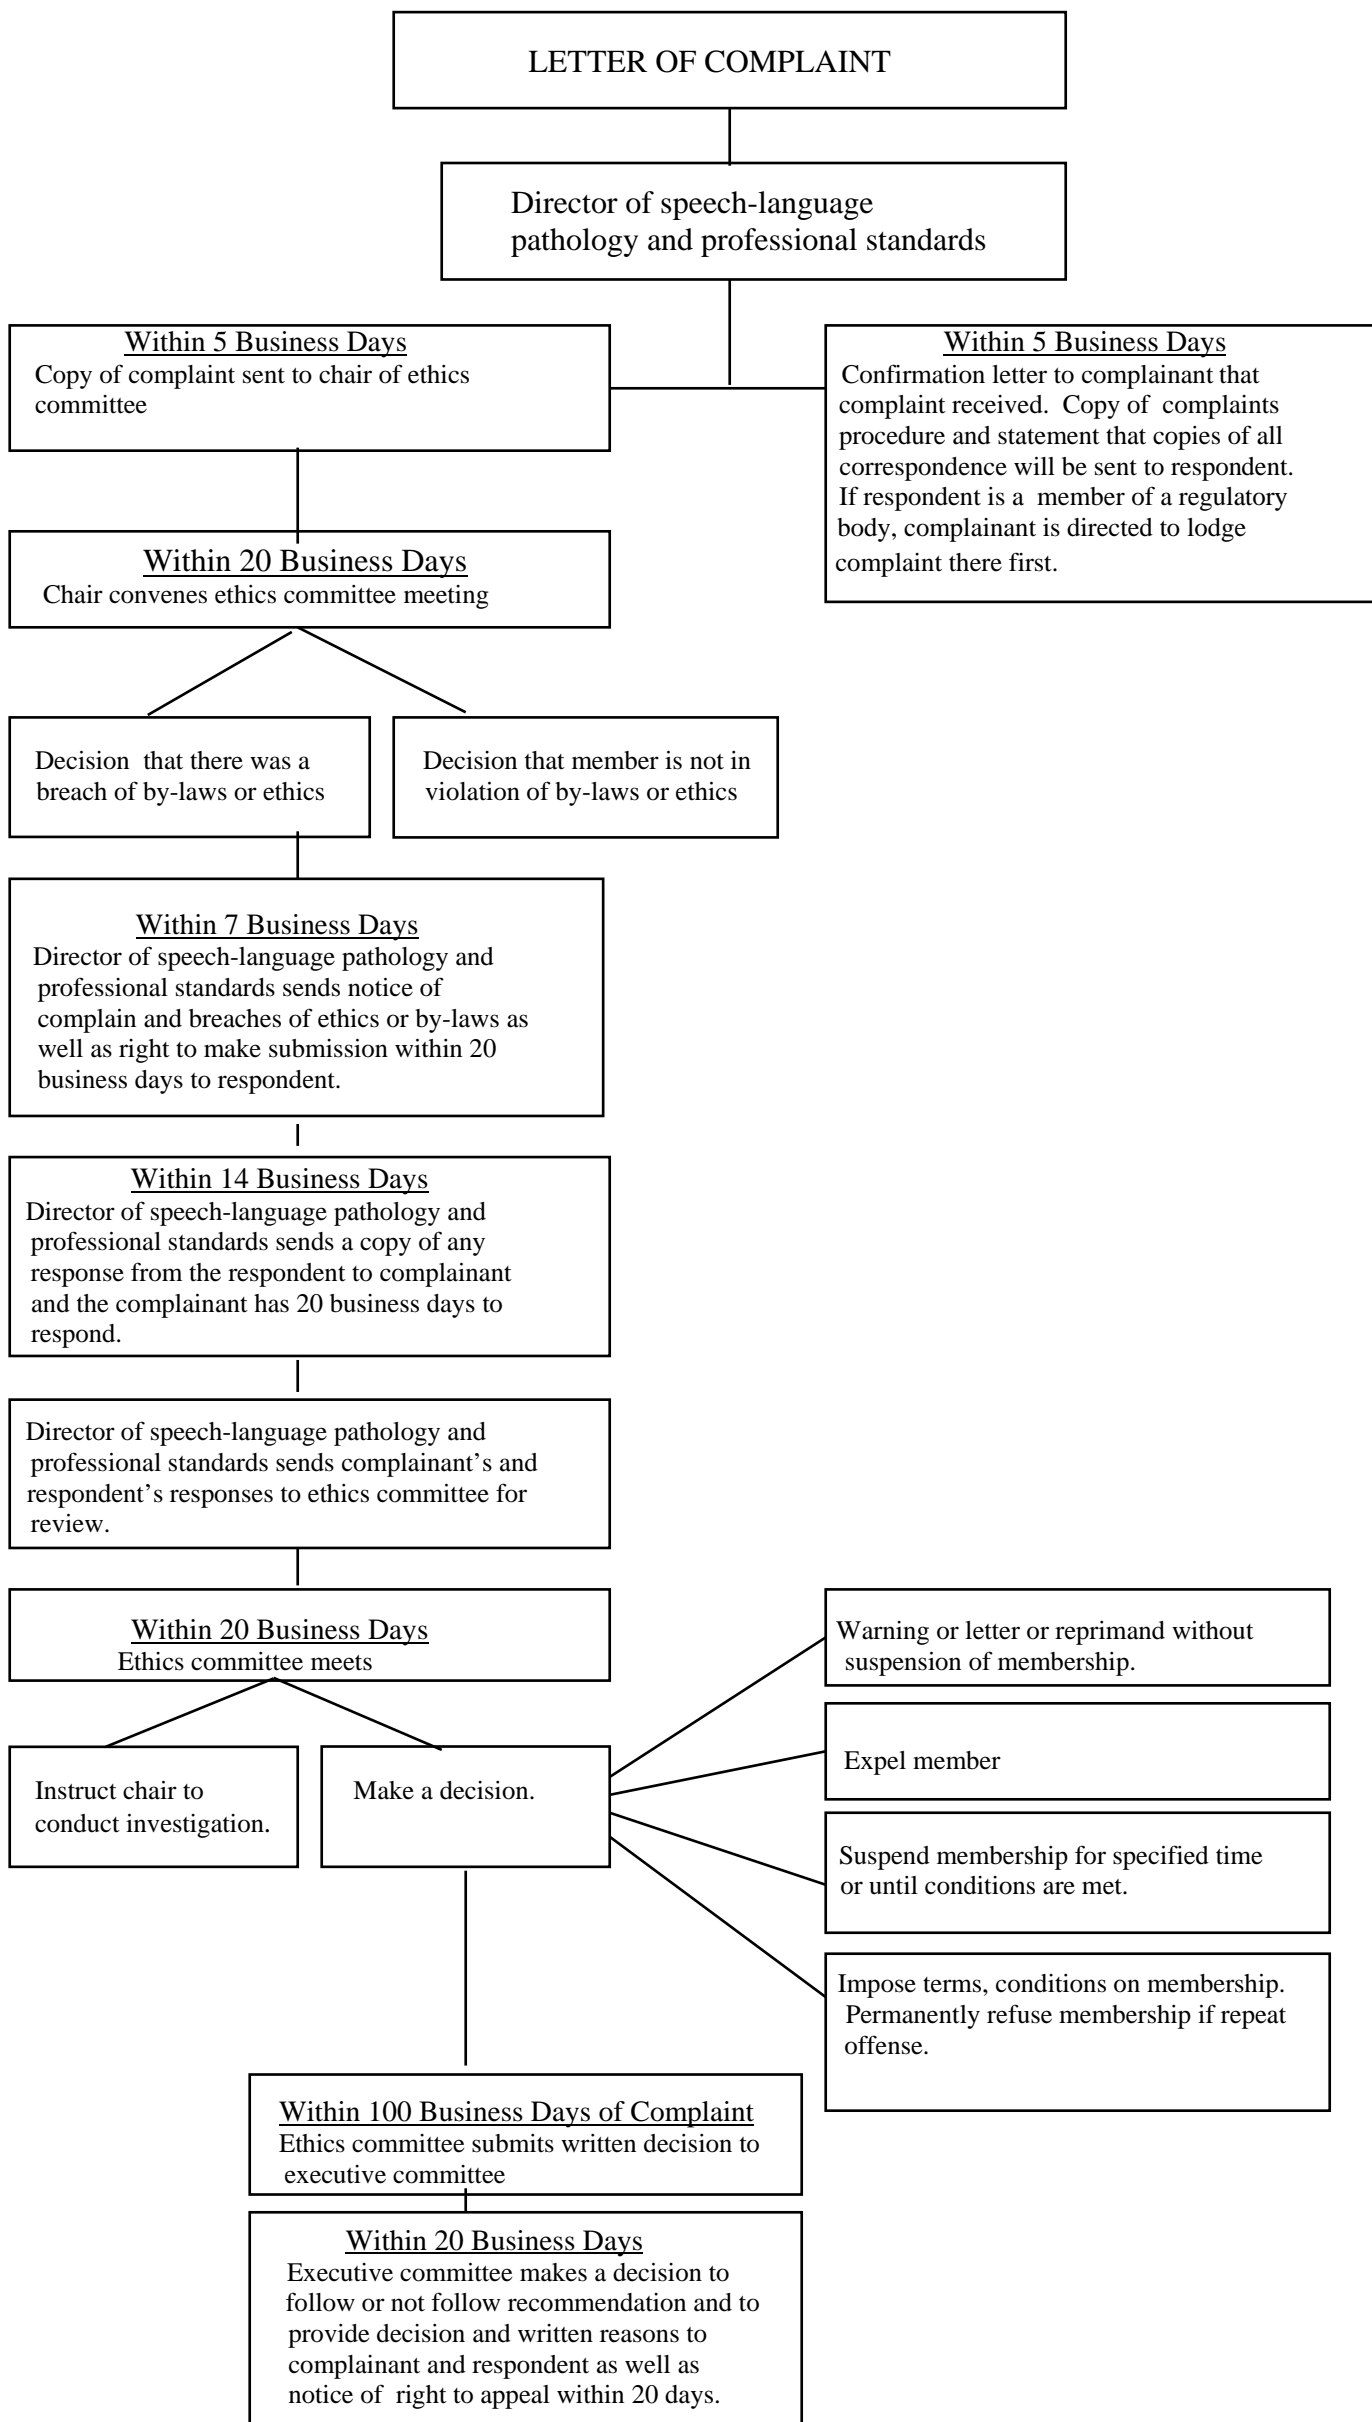 LETTER OF COMPLAINT
Director of speech-language
pathology and professional standards
Within 5 Business Days
Copy of complaint sent to chair of ethics
committee
Within 5 Business Days
Confirmation letter to complainant that
complaint received. Copy of complaints
procedure and statement that copies of all
correspondence will be sent to respondent.
If respondent is a member of a regulatory
body, complainant is directed to lodge
complaint there first.
Within 20 Business Days
Chair convenes ethics committee meeting
Decision that there was a
breach of by-laws or ethics
Decision that member is not in
violation of by-laws or ethics
Within 7 Business Days
Director of speech-language pathology and
professional standards sends notice of
complain and breaches of ethics or by-laws as
well as right to make submission within 20
business days to respondent.
Within 14 Business Days
Director of speech-language pathology and
professional standards sends a copy of any
response from the respondent to complainant
and the complainant has 20 business days to
respond.
Director of speech-language pathology and
professional standards sends complainant’s and
respondent’s responses to ethics committee for
review.
Within 20 Business Days
Ethics committee meets
Instruct chair to
conduct investigation.
Make a decision.
Warning or letter or reprimand without
suspension of membership.
Expel member
Suspend membership for specified time
or until conditions are met.
Impose terms, conditions on membership.
Permanently refuse membership if repeat
offense.
Within 100 Business Days of Complaint
Ethics committee submits written decision to
executive committee
Within 20 Business Days
Executive committee makes a decision to
follow or not follow recommendation and to
provide decision and written reasons to
complainant and respondent as well as
notice of right to appeal within 20 days.